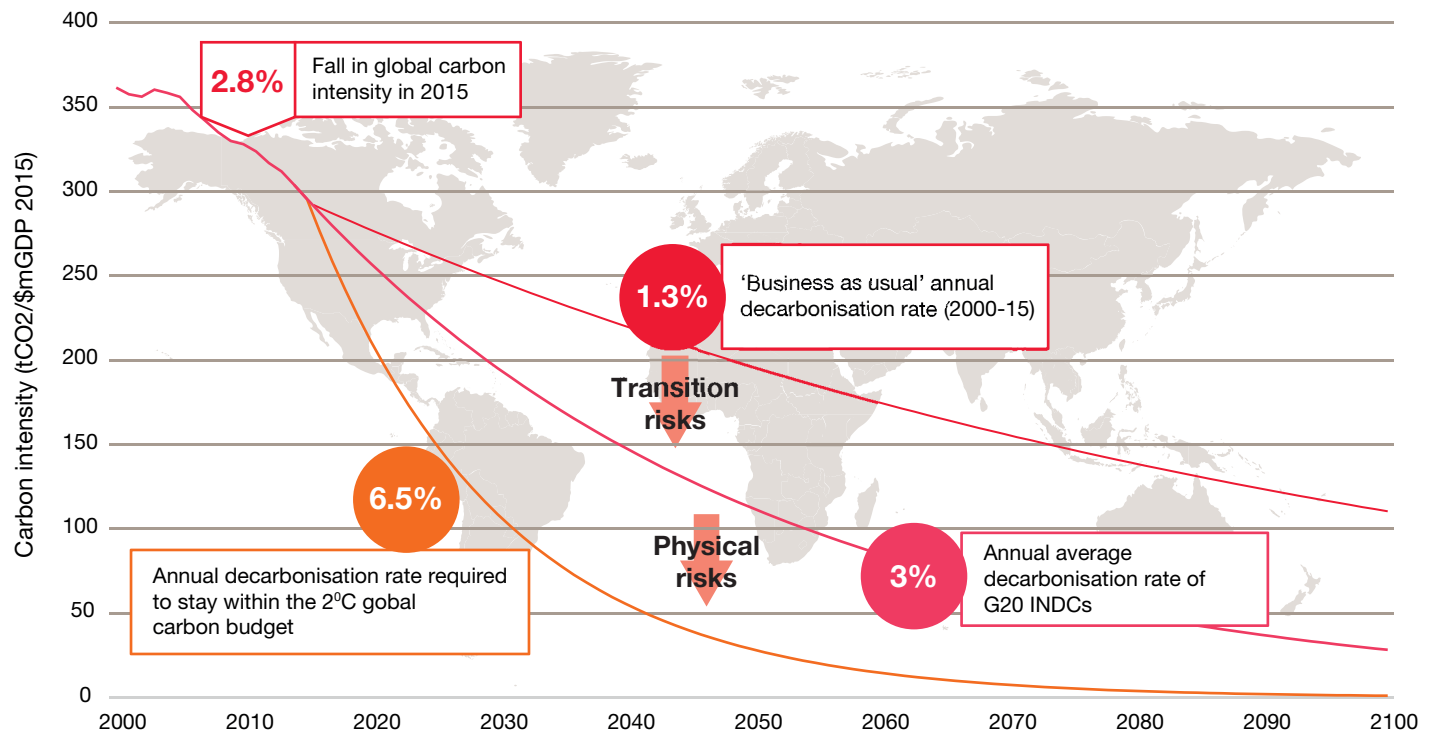 400
2.8%
Fall in global carbon
intensity in 2015
350
300
250
200
150
100
50
0
Carbon intensity (tCO2/$mGDP 2015)
1.3%
‘Business as usual’ annual
decarbonisation rate (2000-15)
Transition
risks
6.5%
Annual decarbonisation rate required
to stay within the 2⁰C gobal
carbon budget
Physical
risks
3%
Annual average
decarbonisation rate of
G20 INDCs
2000 2010 2020 2030 2040 2050 2060 2070 2080 2090 2100